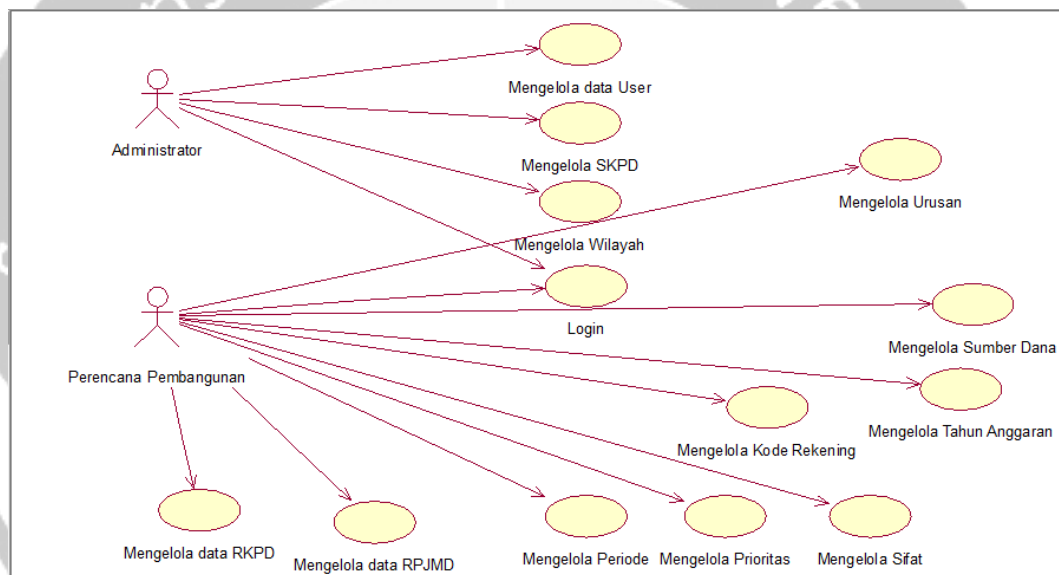 Mengelola data User
Administrator
Mengelola SKPD
Mengelola Urusan
Mengelola Wilayah
Login
Mengelola Sumber Dana
Perencana Pembangunan
Mengelola Tahun Anggaran
Mengelola Kode Rekening
Mengelola data RKPD
Mengelola data RPJMD
Mengelola Periode
Mengelola Prioritas
Mengelola Sifat